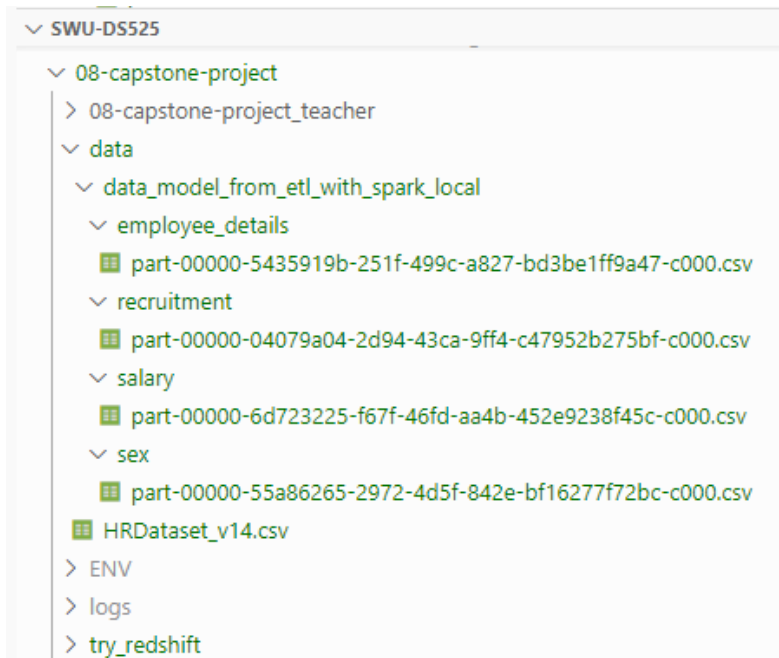 SWU-DS525
08-capstone-project
08-capstone-project_teacher
data
data_model_from_etl_with_spark_local
employee_details
part-00000-5435919b-251f-499c-a827-bd3be1ff9a47-c000.csv
recruitment
part-00000-04079a04-2d94-43ca-9ff4-c47952b275bf-c000.csv
salary
part-00000-6d723225-f67f-46fd-aa4b-452e9238f45c-c000.csv
sex
part-00000-55a86265-2972-4d5f-842e-bf16277f72bc-c000.csv
HRDataset_v14.csv
ENV
logs
try_redshift